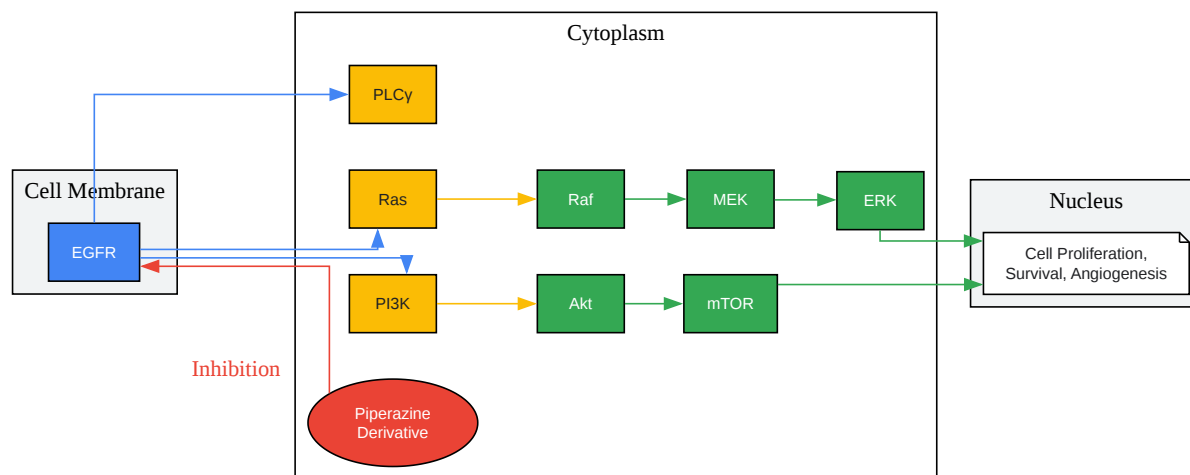 Cytoplasm
PLCγ
Cell Membrane
EGFR
Ras
Raf
MEK
ERK
Nucleus
Cell Proliferation,
Survival, Angiogenesis
PI3K
Akt
mTOR
Inhibition
Piperazine
Derivative